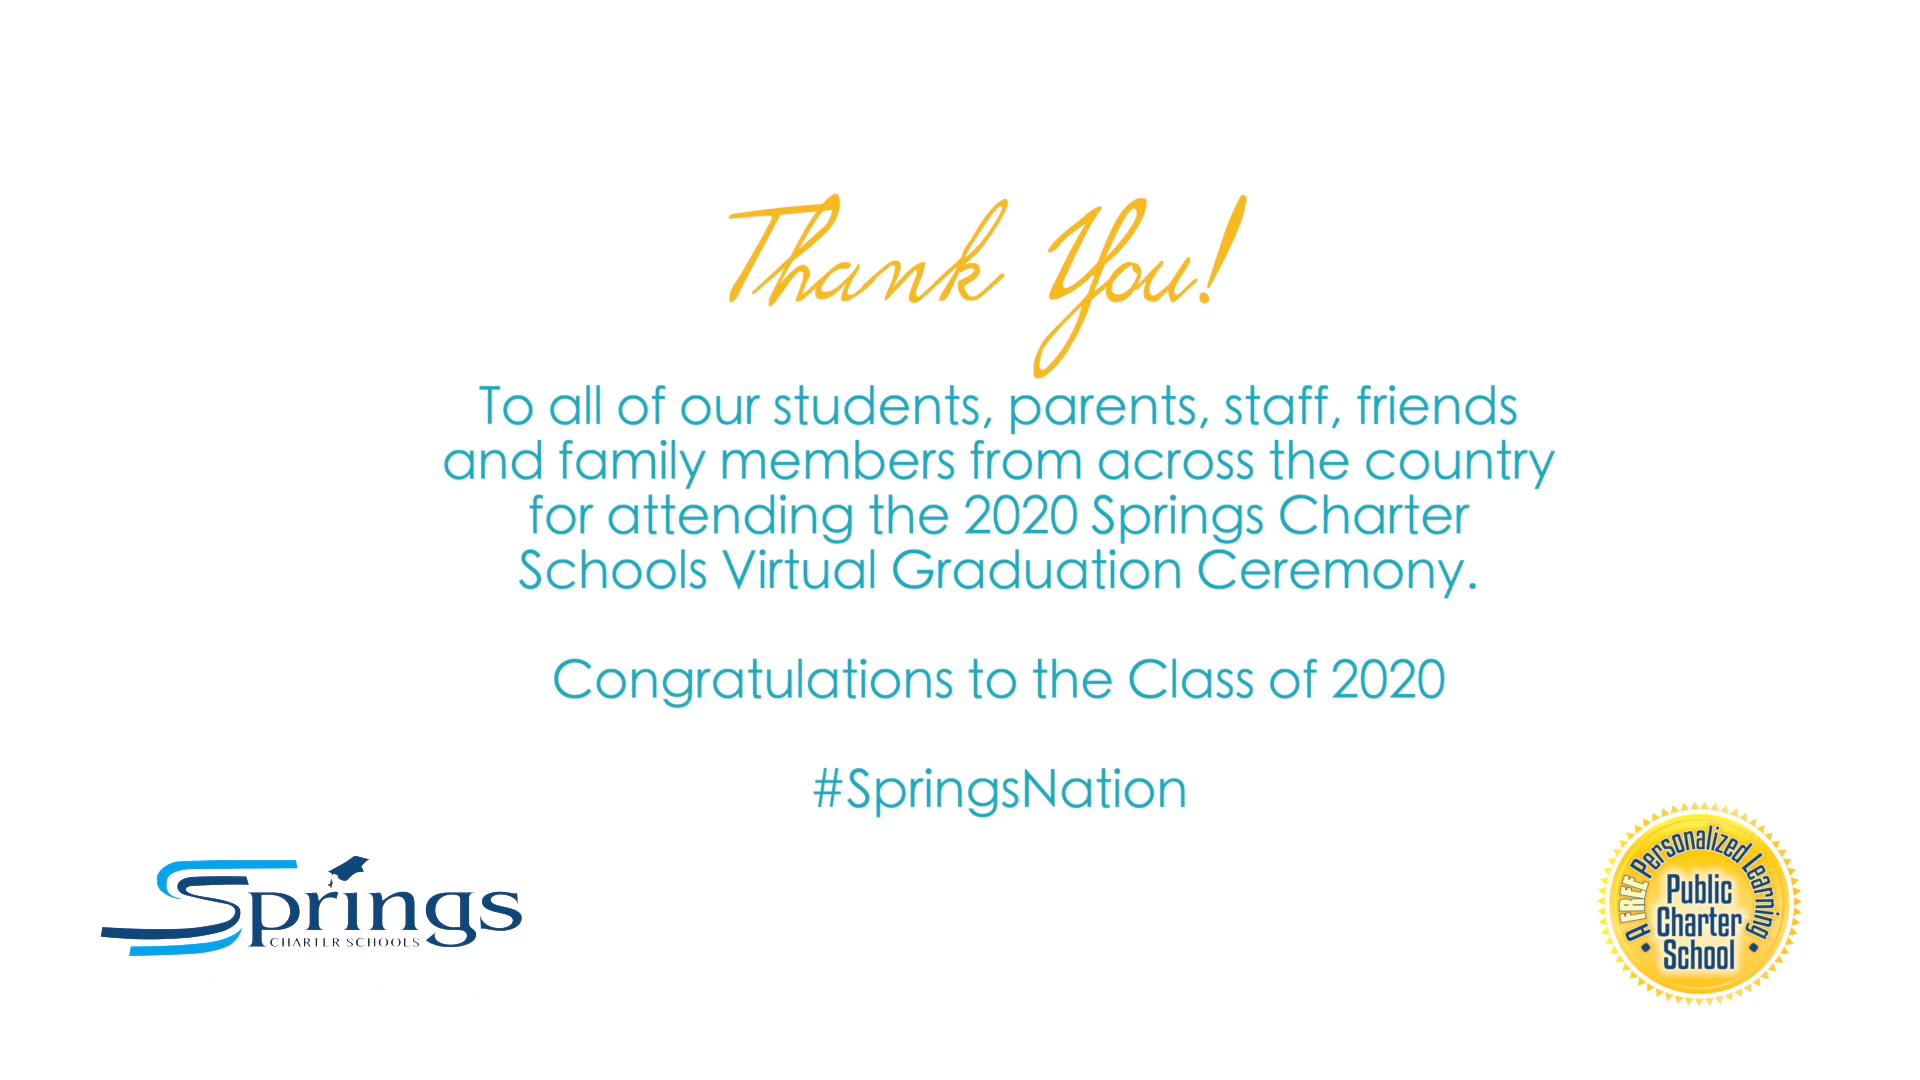 Thank You!
To all of our students, parents, staff, friends
and family members from across the country
for attending the 2020 Springs Charter
Schools Virtual Graduation Ceremony.
Congratulations to the Class of 2020
#SpringsNation
Springs
CHARTER SCHOOLS
A FREE Personalized Learning
Public
Charter
School